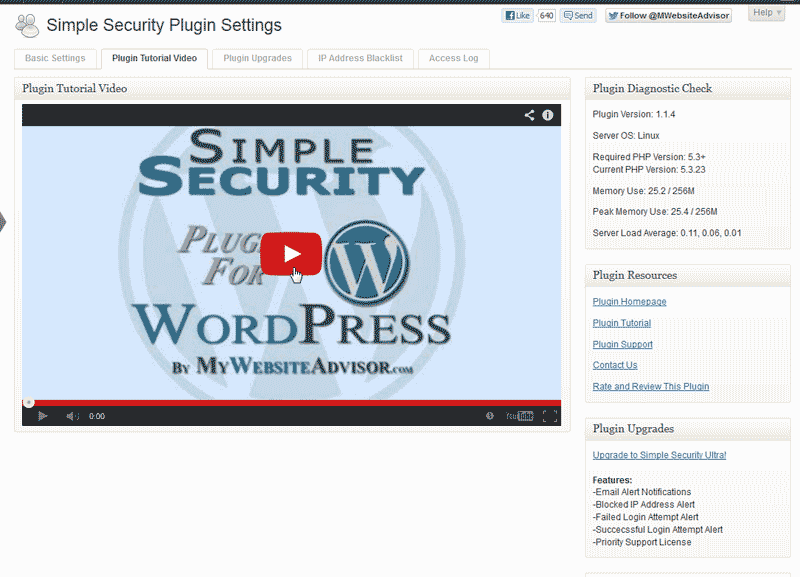 Simple Security Plugin Settings
Like 640 Send Follow @MWebsiteAdvisor Help
Basic Settings Plugin Tutorial Video Plugin Upgrades IP Address Blacklist Access Log
Plugin Tutorial Video
SIMPLE
SECURITY
PLUGIN
FOR
WORDPRESS
BY MYWEBSITEADVISOR.COM
0:00
YouTube
Plugin Diagnostic Check
Plugin Version: 1.1.4
Server OS: Linux
Required PHP Version: 5.3+
Current PHP Version: 5.3.23
Memory Use: 25.2 / 256M
Peak Memory Use: 25.4 / 256M
Server Load Average: 0.11, 0.06, 0.01
Plugin Resources
Plugin Homepage
Plugin Tutorial
Plugin Support
Contact Us
Rate and Review This Plugin
Plugin Upgrades
Upgrade to Simple Security Ultra!
Features:
-Email Alert Notifications
-Blocked IP Address Alert
-Failed Login Attempt Alert
-Succecssful Login Attempt Alert
-Priority Support License